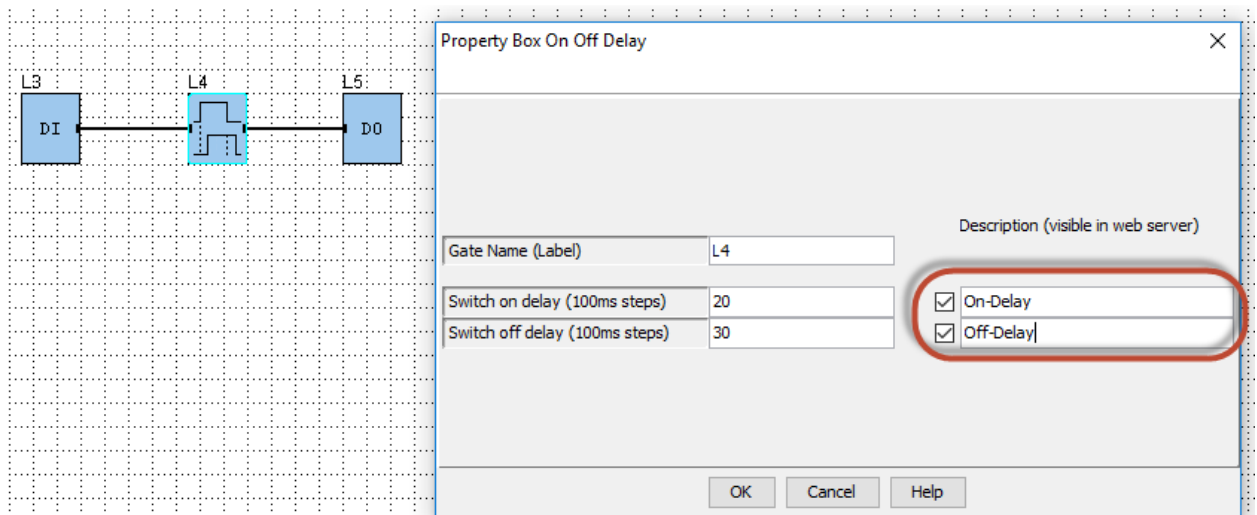 Property Box On Off Delay
L3 L4 L5
DI DO
Description (visible in web server)
Gate Name (Label) L4
Switch on delay (100ms steps) 20 On-Delay
Switch off delay (100ms steps) 30 Off-Delay
OK Cancel Help